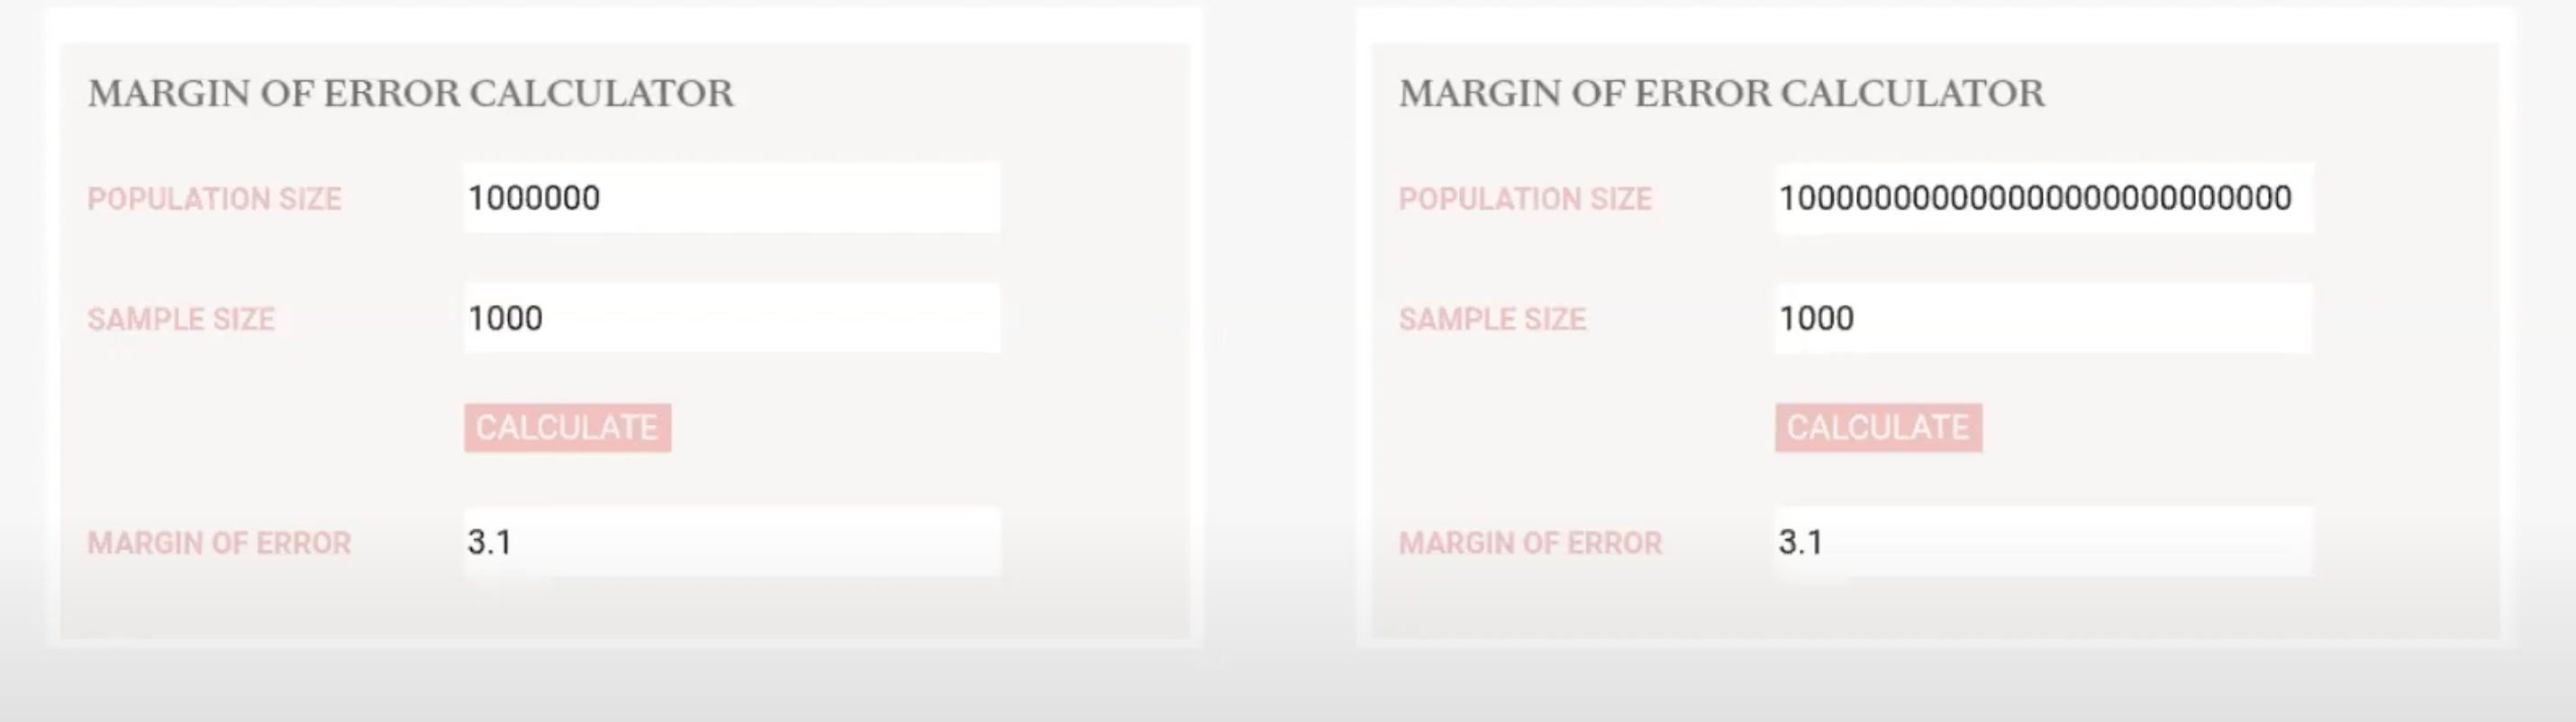 MARGIN OF ERROR CALCULATOR
POPULATION SIZE 1000000
SAMPLE SIZE 1000
CALCULATE
MARGIN OF ERROR 3.1
MARGIN OF ERROR CALCULATOR
POPULATION SIZE 100000000000000000000000000
SAMPLE SIZE 1000
CALCULATE
MARGIN OF ERROR 3.1